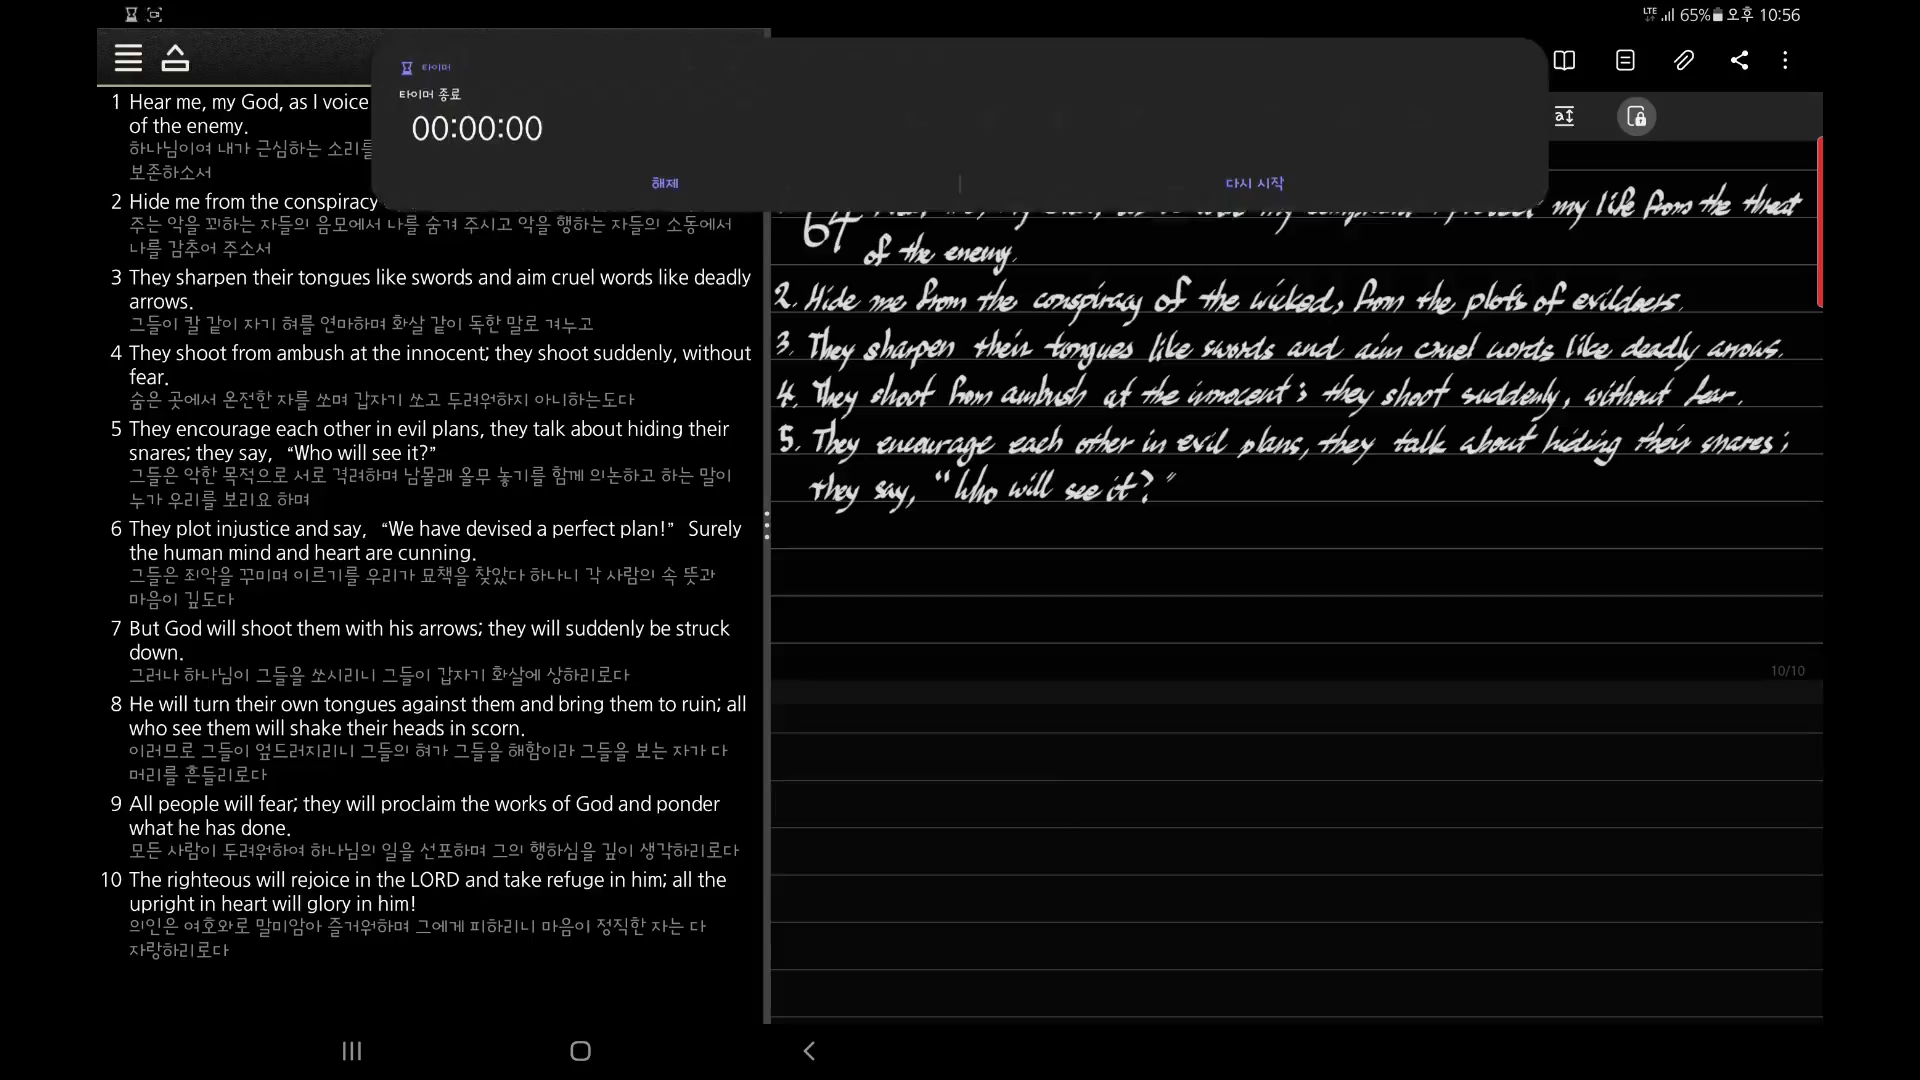 LTE 65% 오후 10:56
타이머
타이머 종료
00:00:00
해제
다시 시작
1 Hear me, my God, as I voice
of the enemy.
하나님이여 내가 근심하는 소리를
보존하소서
2 Hide me from the conspiracy
주는 악을 꾀하는 자들의 음모에서 나를 숨겨 주시고 악을 행하는 자들의 소동에서
나를 감추어 주소서
3 They sharpen their tongues like swords and aim cruel words like deadly
arrows.
그들이 칼 같이 자기 혀를 연마하며 화살 같이 독한 말로 겨누고
4 They shoot from ambush at the innocent; they shoot suddenly, without
fear.
숨은 곳에서 온전한 자를 쏘며 갑자기 쏘고 두려워하지 아니하는도다
5 They encourage each other in evil plans, they talk about hiding their
snares; they say, “Who will see it?”
그들은 악한 목적으로 서로 격려하며 남몰래 올무 놓기를 함께 의논하고 하는 말이
누가 우리를 보리요 하며
6 They plot injustice and say, “We have devised a perfect plan!” Surely
the human mind and heart are cunning.
그들은 죄악을 꾸미며 이르기를 우리가 묘책을 찾았다 하나니 각 사람의 속 뜻과
마음이 깊도다
7 But God will shoot them with his arrows; they will suddenly be struck
down.
그러나 하나님이 그들을 쏘시리니 그들이 갑자기 화살에 상하리로다
8 He will turn their own tongues against them and bring them to ruin; all
who see them will shake their heads in scorn.
이러므로 그들이 엎드러지리니 그들의 혀가 그들을 해함이라 그들을 보는 자가 다
머리를 흔들리로다
9 All people will fear; they will proclaim the works of God and ponder
what he has done.
모든 사람이 두려워하여 하나님의 일을 선포하며 그의 행하심을 깊이 생각하리로다
10 The righteous will rejoice in the LORD and take refuge in him; all the
upright in heart will glory in him!
의인은 여호와로 말미암아 즐거워하며 그에게 피하리니 마음이 정직한 자는 다
자랑하리로다
64 my life from the threat
of the enemy.
2. Hide me from the conspiracy of the wicked, from the plots of evildoers.
3. They sharpen their tongues like swords and aim cruel words like deadly arrows.
4. They shoot from ambush at the innocent; they shoot suddenly, without fear.
5. They encourage each other in evil plans, they talk about hiding their snares;
they say, “Who will see it?”
10/10